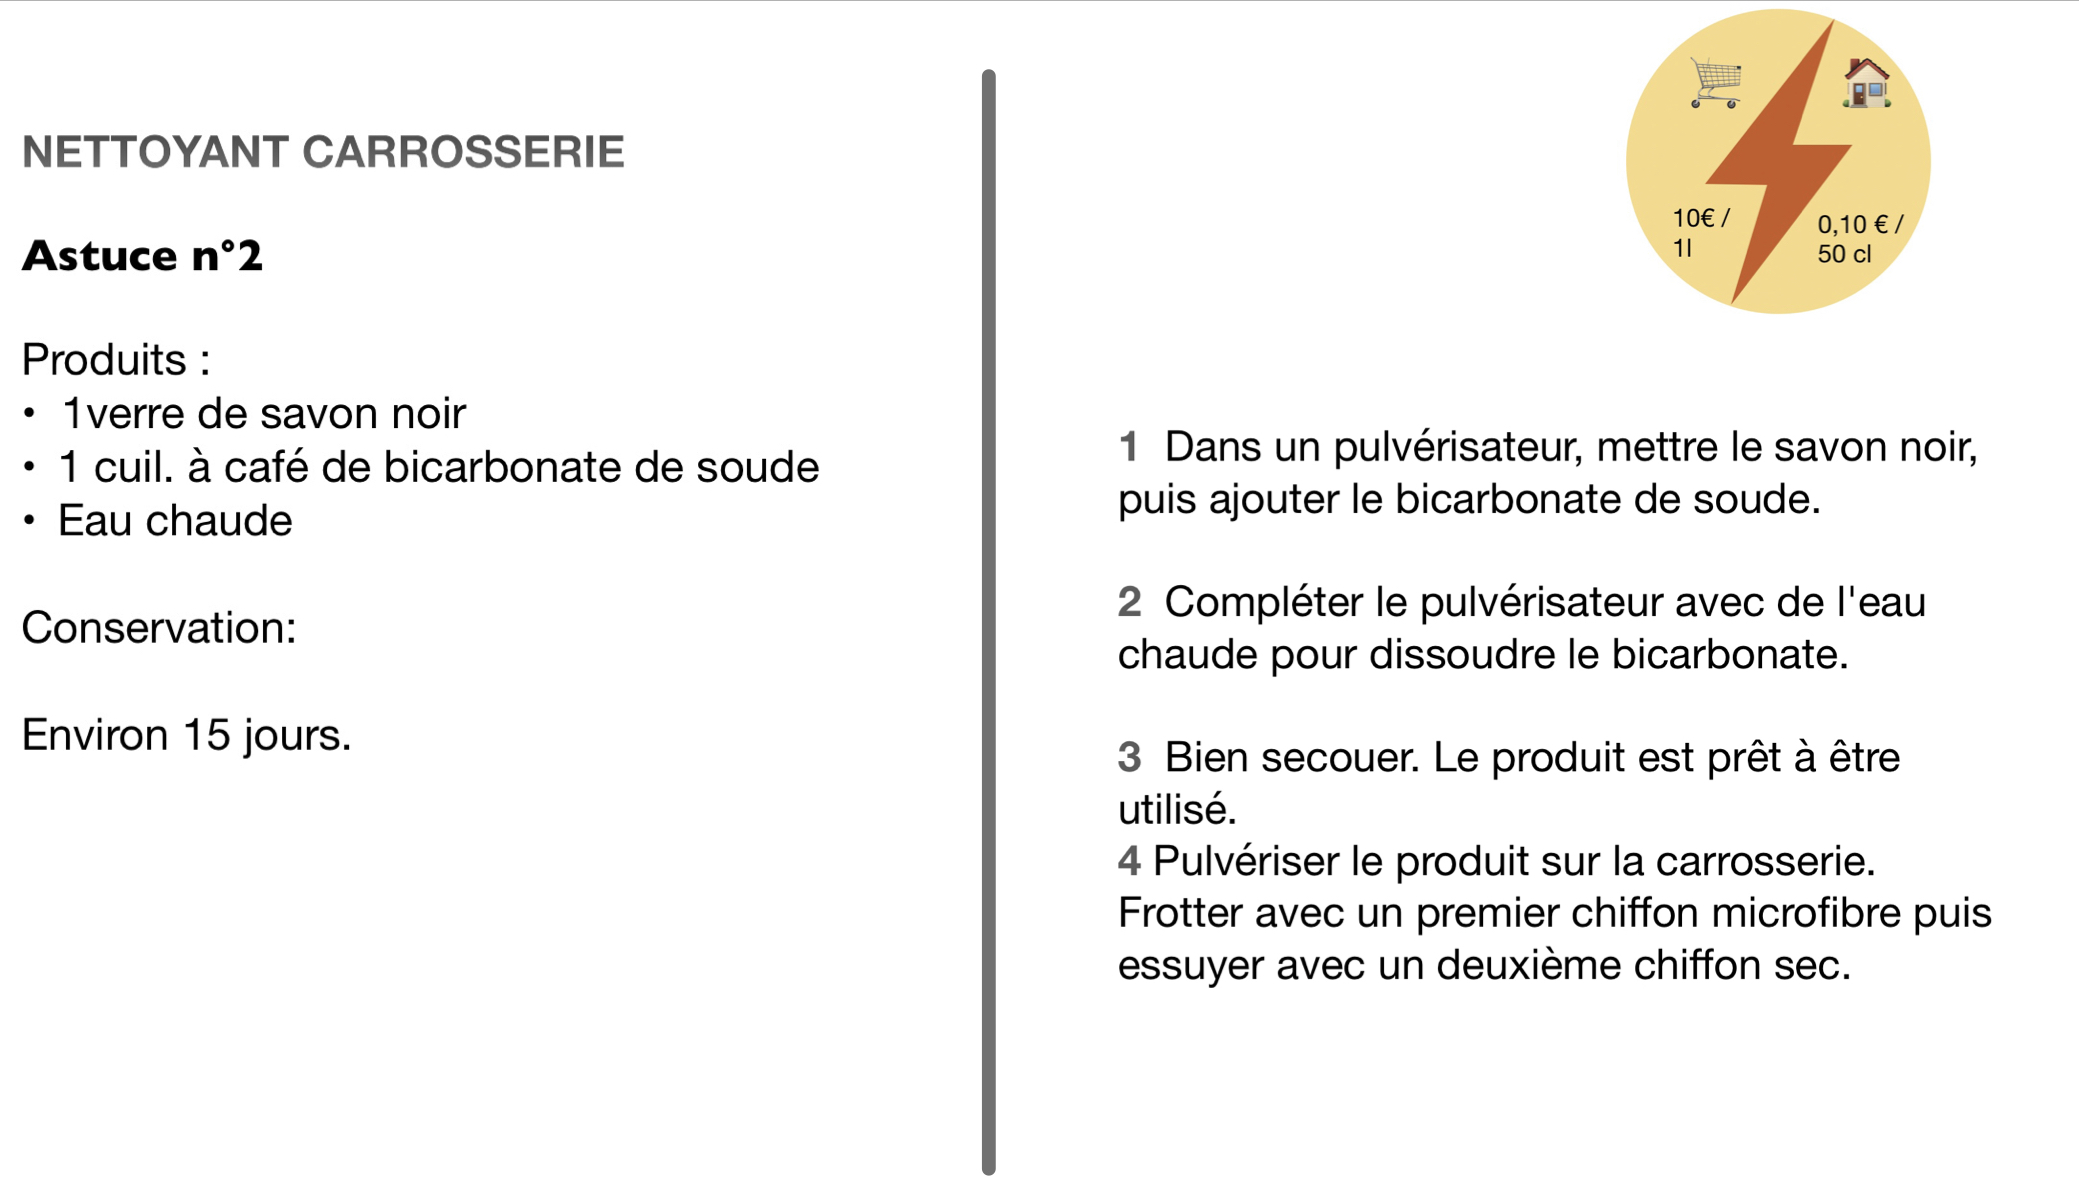 NETTOYANT CARROSSERIE
Astuce n°2
Produits :
• 1verre de savon noir
• 1 cuil. à café de bicarbonate de soude
• Eau chaude
Conservation:
Environ 15 jours.
10€ /
1l
0,10 € /
50 cl
1 Dans un pulvérisateur, mettre le savon noir,
puis ajouter le bicarbonate de soude.
2 Compléter le pulvérisateur avec de l'eau
chaude pour dissoudre le bicarbonate.
3 Bien secouer. Le produit est prêt à être
utilisé.
4 Pulvériser le produit sur la carrosserie.
Frotter avec un premier chiffon microfibre puis
essuyer avec un deuxième chiffon sec.